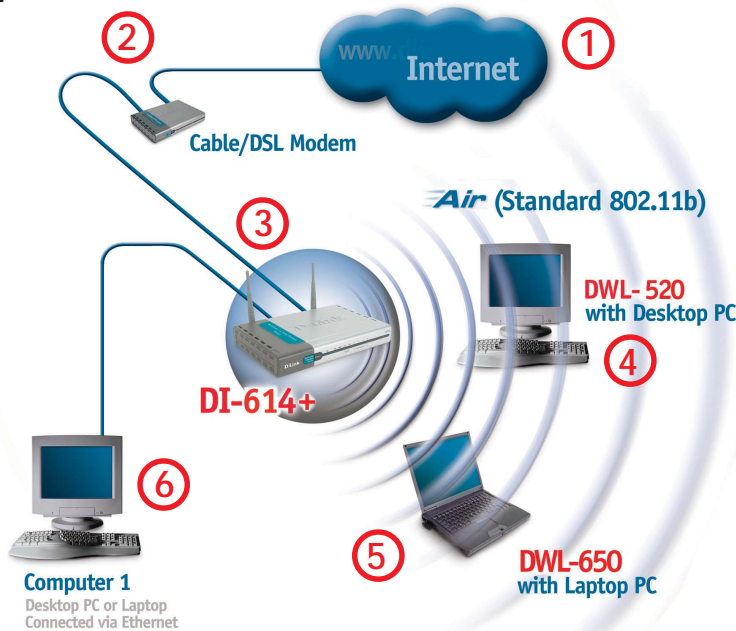 1
2
www.d
Internet
Cable/DSL Modem
Air (Standard 802.11b)
3
DWL-520
with Desktop PC
4
D-Link
DI-614+
6
5
DWL-650
with Laptop PC
Computer 1
Desktop PC or Laptop
Connected via Ethernet